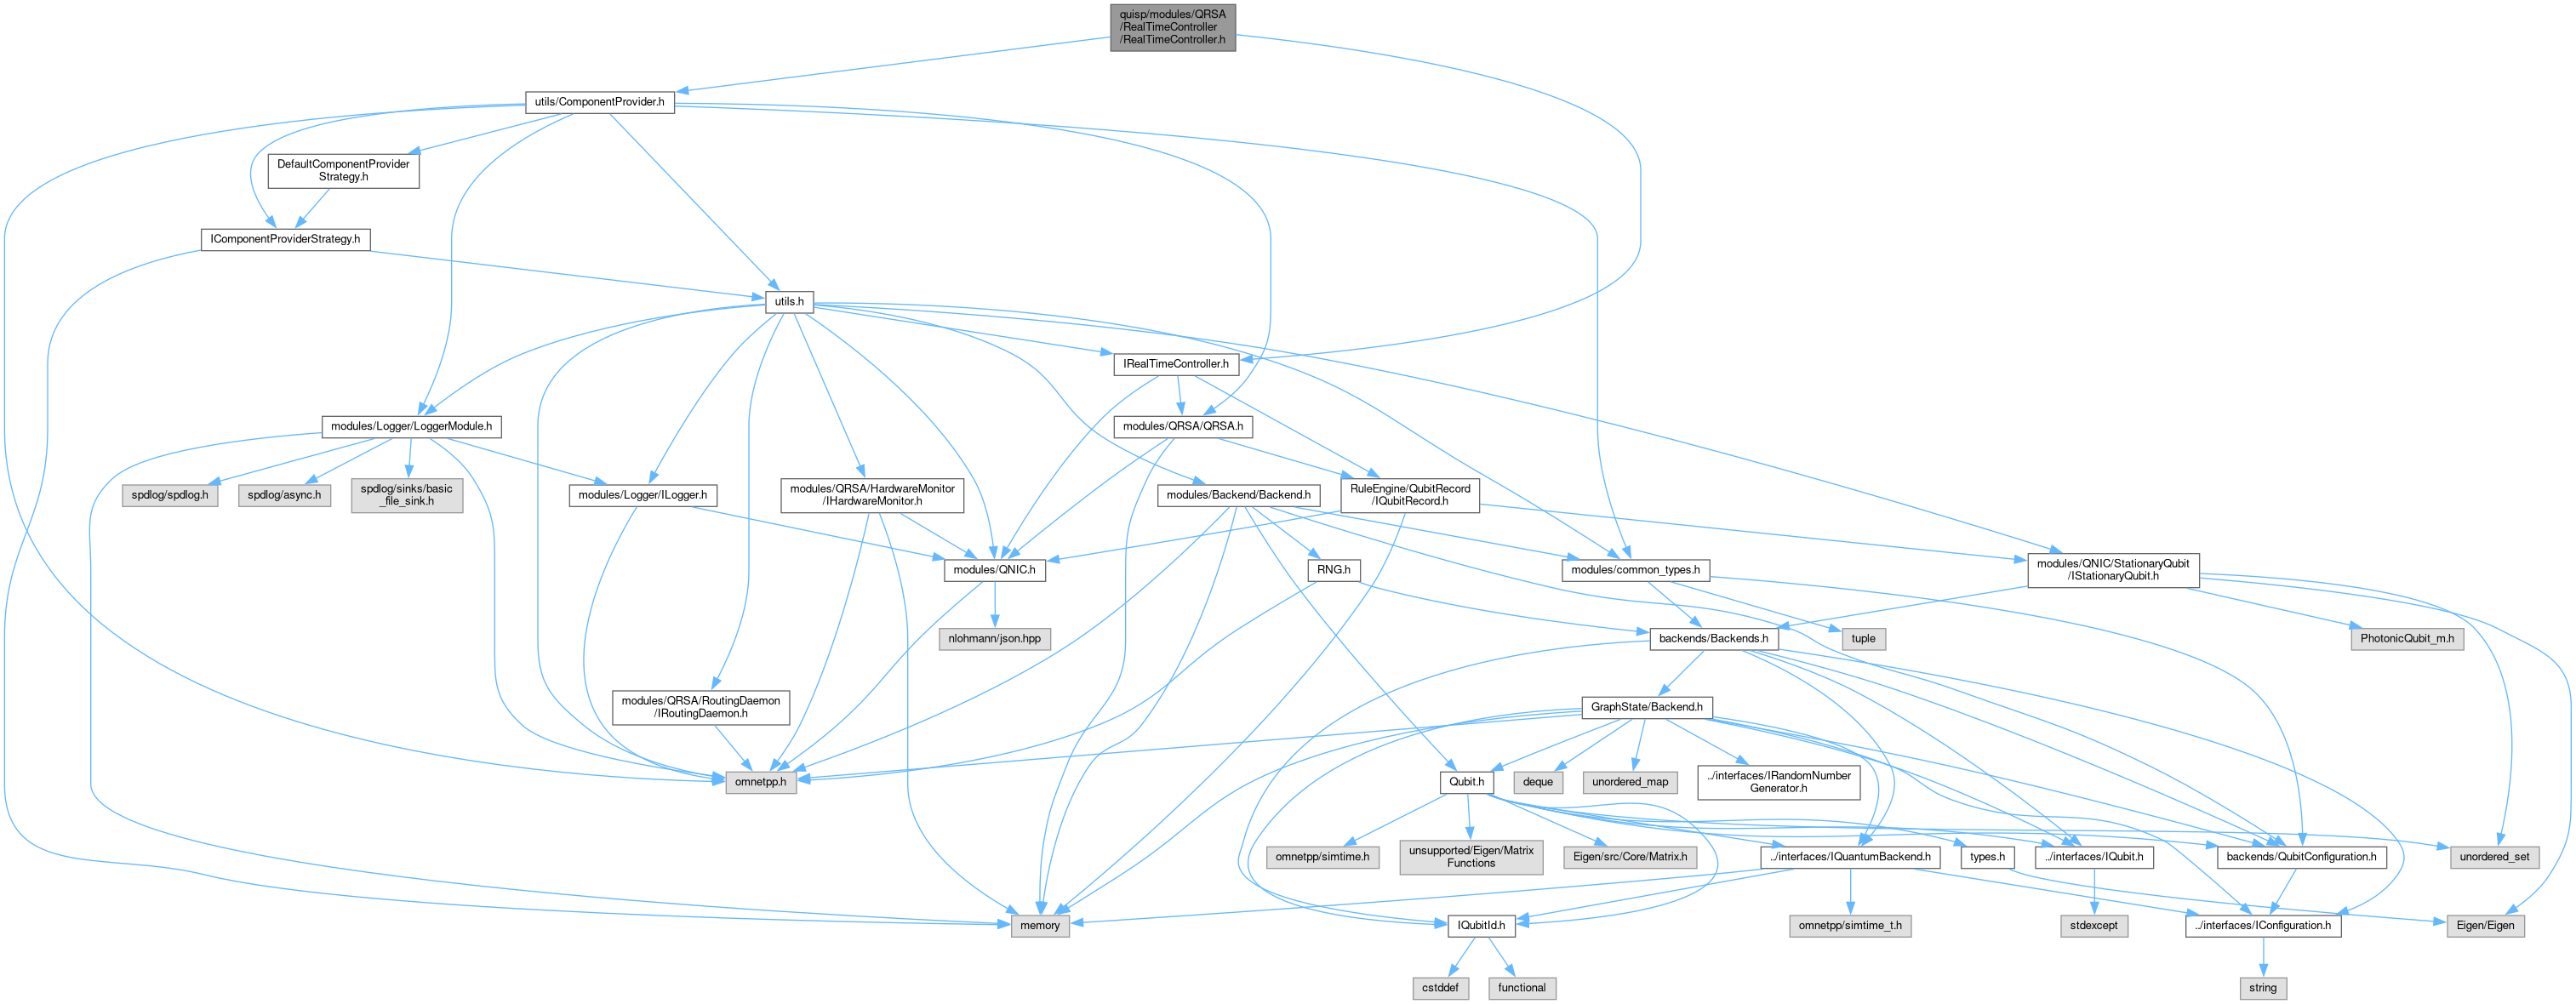 quisp/modules/QRSA
/RealTimeController
/RealTimeController.h
utils/ComponentProvider.h
DefaultComponentProvider
Strategy.h
IComponentProviderStrategy.h
utils.h
IRealTimeController.h
modules/Logger/LoggerModule.h
modules/QRSA/QRSA.h
spdlog/spdlog.h
spdlog/async.h
spdlog/sinks/basic
_file_sink.h
modules/Logger/ILogger.h
modules/QRSA/HardwareMonitor
/IHardwareMonitor.h
modules/Backend/Backend.h
RuleEngine/QubitRecord
/IQubitRecord.h
modules/QNIC.h
RNG.h
modules/common_types.h
modules/QNIC/StationaryQubit
/IStationaryQubit.h
nlohmann/json.hpp
backends/Backends.h
tuple
PhotonicQubit_m.h
modules/QRSA/RoutingDaemon
/IRoutingDaemon.h
GraphState/Backend.h
omnetpp.h
Qubit.h
deque
unordered_map
../interfaces/IRandomNumber
Generator.h
omnetpp/simtime.h
unsupported/Eigen/Matrix
Functions
Eigen/src/Core/Matrix.h
../interfaces/IQuantumBackend.h
types.h
../interfaces/IQubit.h
backends/QubitConfiguration.h
unordered_set
memory
IQubitId.h
omnetpp/simtime_t.h
stdexcept
../interfaces/IConfiguration.h
Eigen/Eigen
cstddef
functional
string